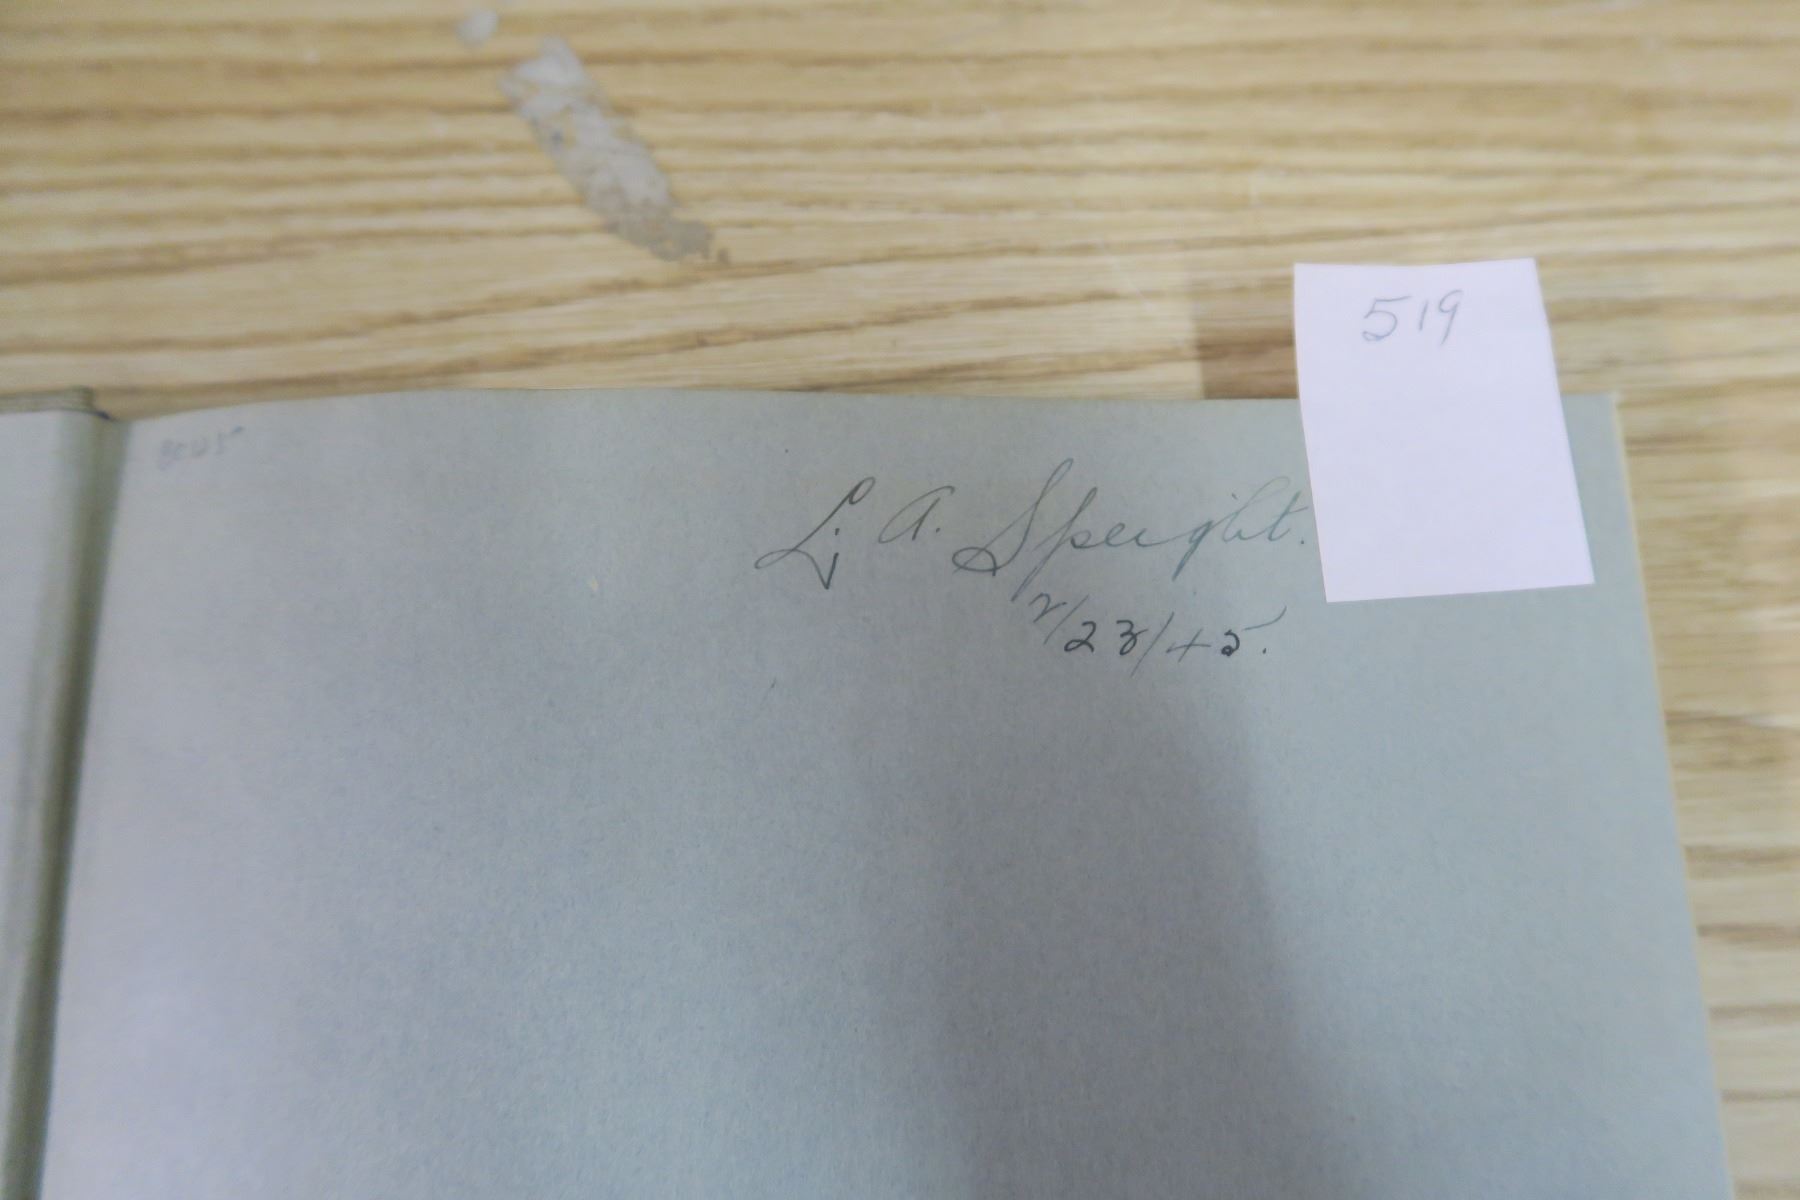 519
L. A. Speight.
2/23/45.